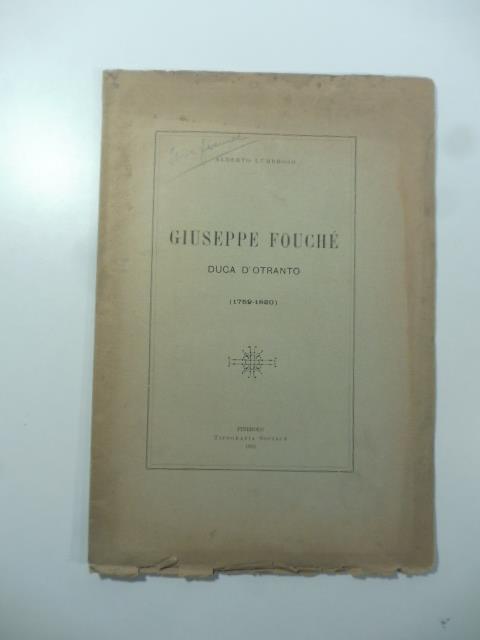 ALBERTO LUMBROSO
GIUSEPPE FOUCHÉ
DUCA D'OTRANTO
(1759-1820)
PINEROLO
TIPOGRAFIA SOCIALE